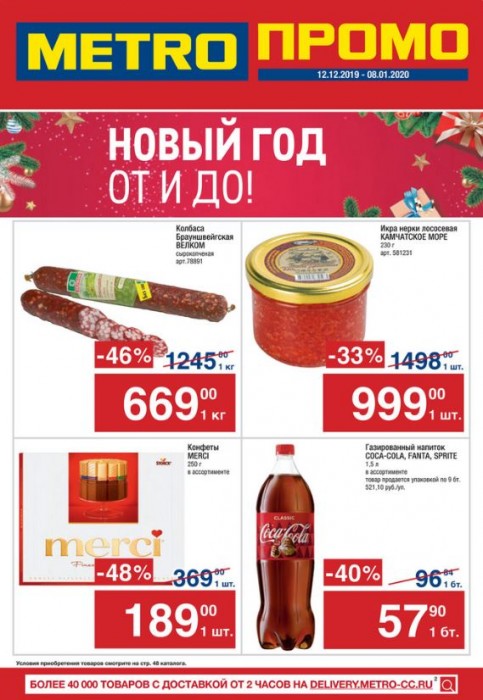 METRO ПРОМО
12.12.2019 - 08.01.2020
НОВЫЙ ГОД
ОТ И ДО!
Колбаса
Брауншвейгская
ВЕЛКОМ
сырокопченая
арт.78891
-46% 1245 00 1 кг
669 00 1 кг
Икра нерки лососевая
КАМЧАТСКОЕ МОРЕ
230 г
арт. 581231
-33% 1498 00 1 шт.
999 00 1 шт.
Конфеты
MERCI
250 г
в ассортименте
merci
-48% 369 00 1 шт.
189 00 1 шт.
Газированный напиток
COCA-COLA, FANTA, SPRITE
1,5 л
в ассортименте
товар продается упаковкой по 9 бт.
521,10 руб./уп.
CLASSIC
Coca-Cola
-40% 96 84 1 бт.
57 90 1 бт.
Условия приобретения товаров смотрите на стр. 48 каталога.
БОЛЕЕ 40 000 ТОВАРОВ С ДОСТАВКОЙ ОТ 2 ЧАСОВ НА DELIVERY.METRO-CC.RU